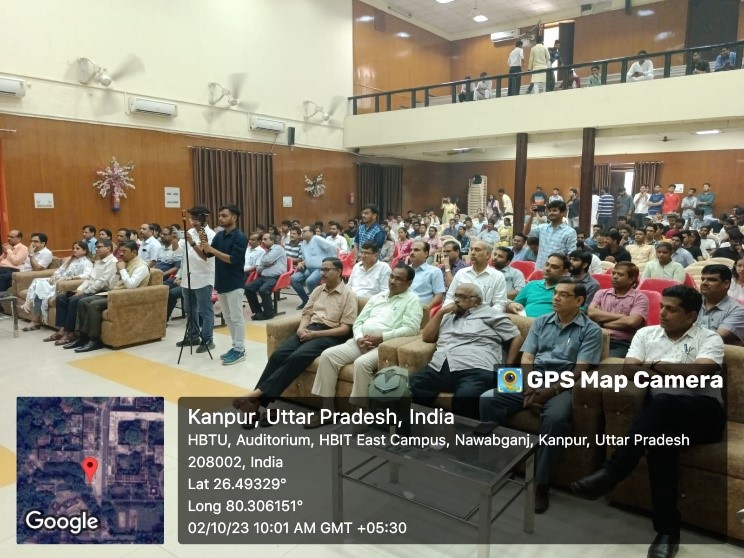 GPS Map Camera
Kanpur, Uttar Pradesh, India
HBTU, Auditorium, HBIT East Campus, Nawabganj, Kanpur, Uttar Pradesh
208002, India
Lat 26.49329°
Long 80.306151°
02/10/23 10:01 AM GMT +05:30
Google